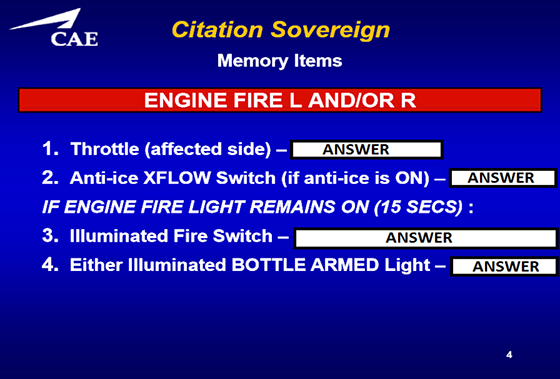 CAE
Citation Sovereign
Memory Items
ENGINE FIRE L AND/OR R
1. Throttle (affected side) – ANSWER
2. Anti-ice XFLOW Switch (if anti-ice is ON) – ANSWER
IF ENGINE FIRE LIGHT REMAINS ON (15 SECS) :
3. Illuminated Fire Switch – ANSWER
4. Either Illuminated BOTTLE ARMED Light – ANSWER
4